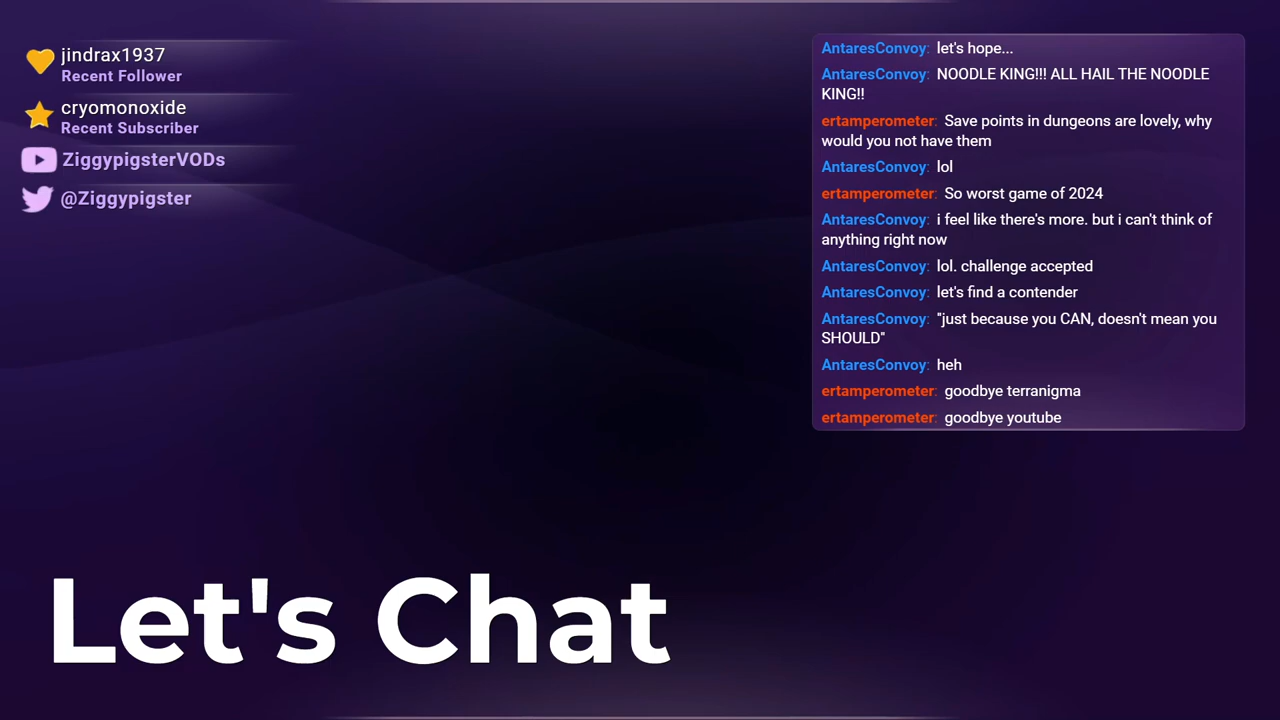 jindrax1937
Recent Follower
cryomonoxide
Recent Subscriber
ZiggypigsterVODs
@Ziggypigster
AntaresConvoy: let's hope...
AntaresConvoy: NOODLE KING!!! ALL HAIL THE NOODLE
KING!!
ertamperometer: Save points in dungeons are lovely, why
would you not have them
AntaresConvoy: lol
ertamperometer: So worst game of 2024
AntaresConvoy: i feel like there's more. but i can't think of
anything right now
AntaresConvoy: lol. challenge accepted
AntaresConvoy: let's find a contender
AntaresConvoy: "just because you CAN, doesn't mean you
SHOULD"
AntaresConvoy: heh
ertamperometer: goodbye terranigma
ertamperometer: goodbye youtube
Let's Chat